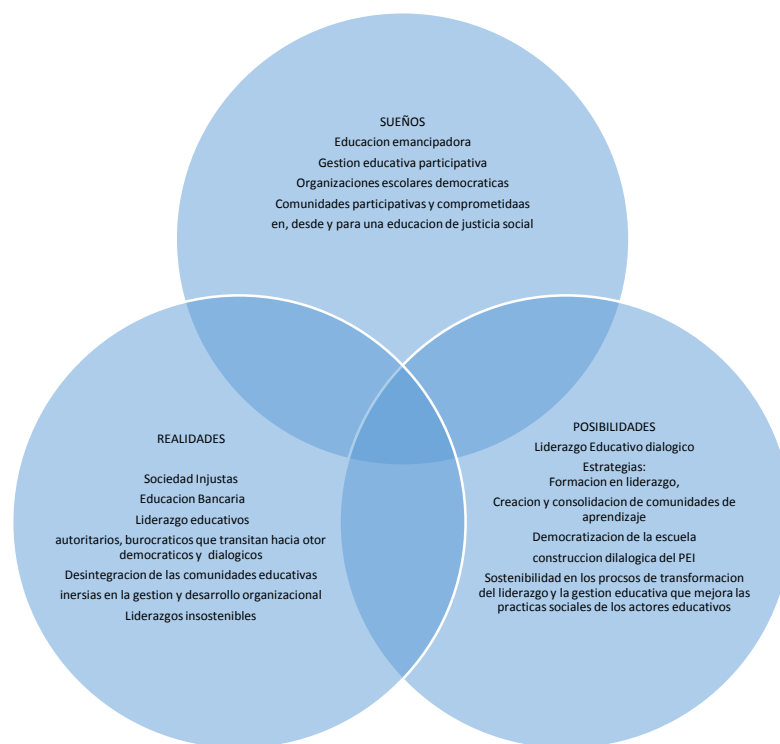 SUEÑOS
Educacion emancipadora
Gestion educativa participativa
Organizaciones escolares democraticas
Comunidades participativas y comprometidaas
en, desde y para una educacion de justicia social
REALIDADES
Sociedad Injustas
Educacion Bancaria
Liderazgo educativos
autoritarios, burocraticos que transitan hacia otor
democraticos y dialogicos
Desintegracion de las comunidades educativas
inersias en la gestion y desarrollo organizacional
Liderazgos insostenibles
POSIBILIDADES
Liderazgo Educativo dialogico
Estrategias:
Formacion en liderazgo,
Creacion y consolidacion de comunidades de
aprendizaje
Democratizacion de la escuela
construccion dilalogica del PEI
Sostenibilidad en los procsos de transformacion
del liderazgo y la gestion educativa que mejora las
practicas sociales de los actores educativos